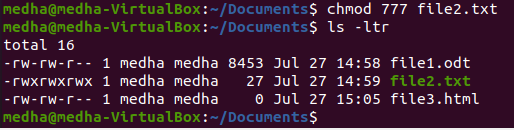 medha@medha-VirtualBox:~/Documents$ chmod 777 file2.txt
medha@medha-VirtualBox:~/Documents$ ls -ltr
total 16
-rw-rw-r-- 1 medha medha 8453 Jul 27 14:58 file1.odt
-rwxrwxrwx 1 medha medha   27 Jul 27 14:59 file2.txt
-rw-rw-r-- 1 medha medha    0 Jul 27 15:05 file3.html
medha@medha-VirtualBox:~/Documents$